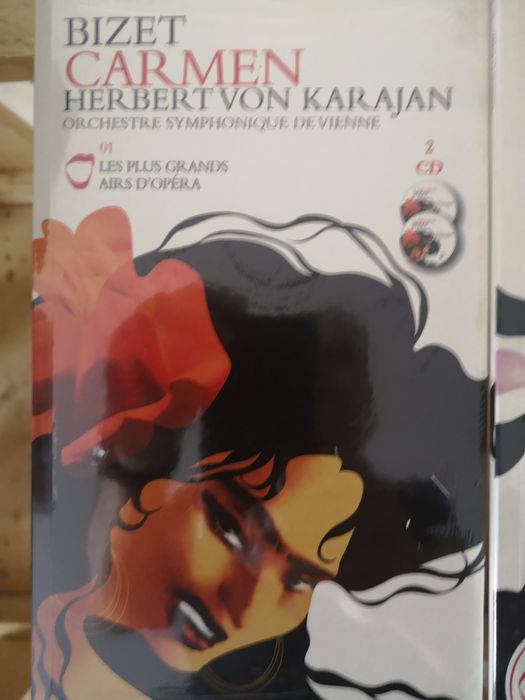 BIZET
CARMEN
HERBERT VON KARAJAN
ORCHESTRE SYMPHONIQUE DE VIENNE
01
LES PLUS GRANDS
AIRS D'OPÉRA
2
CD